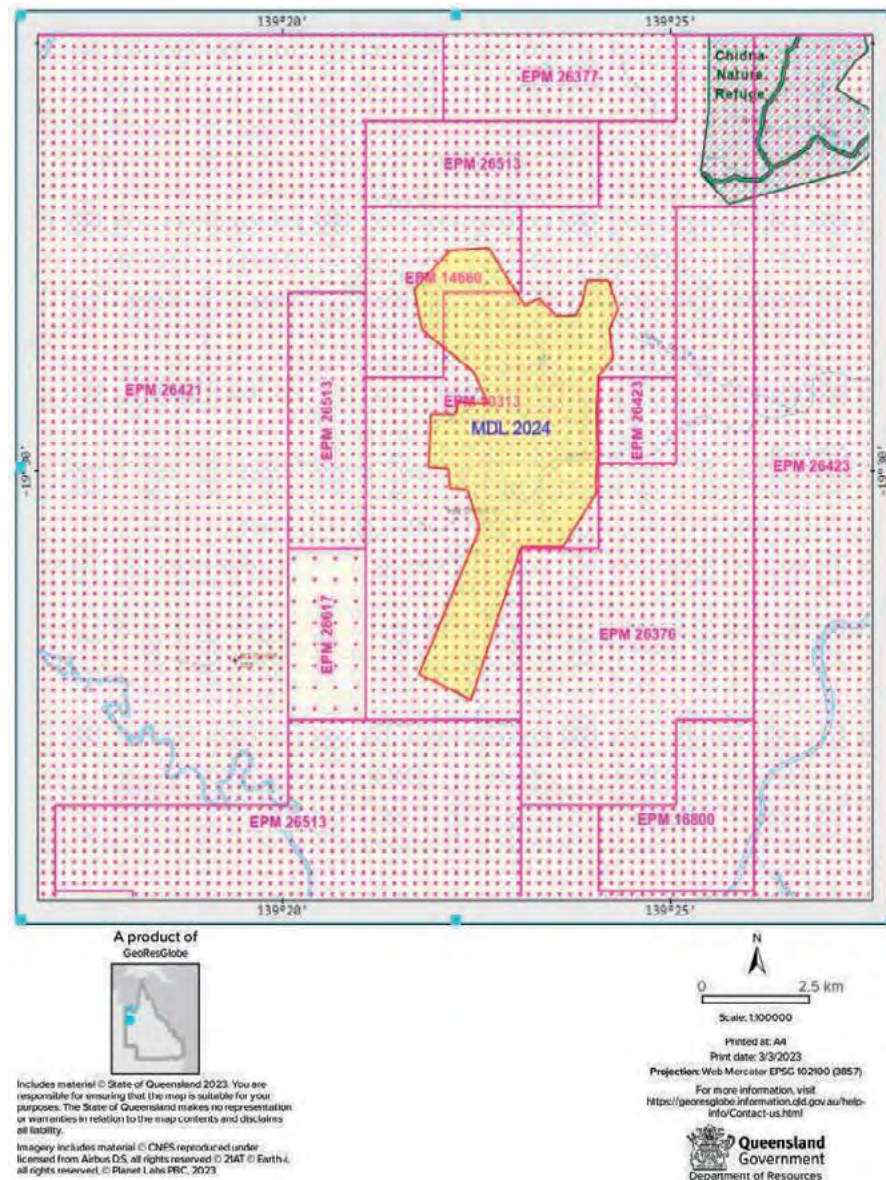 139°20'
139°25'
Chidna
Nature
Refuge
EPM 26377
EPM 26513
EPM 14660
EPM 26421
EPM 26513
EPM 10313
EPM 26423
MDL 2024
EPM 26423
-19°30'
-19°30'
EPM 26617
EPM 26376
EPM 26513
EPM 16800
139°20'
139°25'
A product of
GeoResGlobe
N
0
2.5 km
Scale: 1:100000
Printed at: A4
Print date: 3/3/2023
Projection: Web Mercator EPSG 102100 (3857)
For more information, visit
https://georesglobe.information.qld.gov.au/help-
info/Contact-us.html
Includes material © State of Queensland 2023. You are
responsible for ensuring that the map is suitable for your
purposes. The State of Queensland makes no representation
or warranties in relation to the map contents and disclaims
all liability.
Imagery includes material © CNES reproduced under
licensed from Airbus DS, all rights reserved © 21AT © Earth-i,
all rights reserved, © Planet Labs PBC, 2023
Queensland
Government
Department of Resources